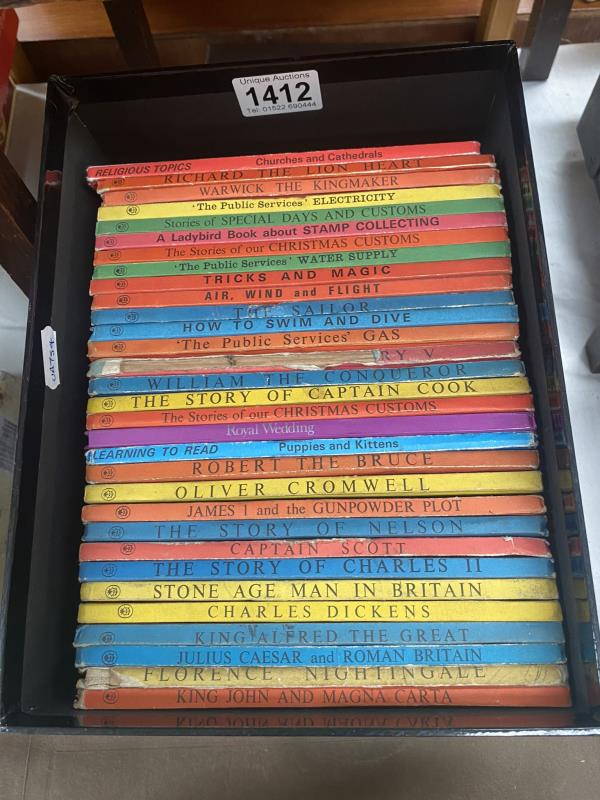 Unique Auctions
1412
Tel: 01522 690444
RELIGIOUS TOPICS Churches and Cathedrals
RICHARD THE LION HEART
WARWICK THE KINGMAKER
'The Public Services' ELECTRICITY
Stories of SPECIAL DAYS AND CUSTOMS
A Ladybird Book about STAMP COLLECTING
The Stories of our CHRISTMAS CUSTOMS
'The Public Services' WATER SUPPLY
TRICKS AND MAGIC
AIR, WIND and FLIGHT
THE SAILOR
HOW TO SWIM AND DIVE
'The Public Services' GAS
RY V
WILLIAM THE CONQUEROR
THE STORY OF CAPTAIN COOK
The Stories of our CHRISTMAS CUSTOMS
Royal Wedding
LEARNING TO READ Puppies and Kittens
ROBERT THE BRUCE
OLIVER CROMWELL
JAMES I and the GUNPOWDER PLOT
THE STORY OF NELSON
CAPTAIN SCOTT
THE STORY OF CHARLES II
STONE AGE MAN IN BRITAIN
CHARLES DICKENS
KING ALFRED THE GREAT
JULIUS CAESAR and ROMAN BRITAIN
FLORENCE NIGHTINGALE
KING JOHN AND MAGNA CARTA